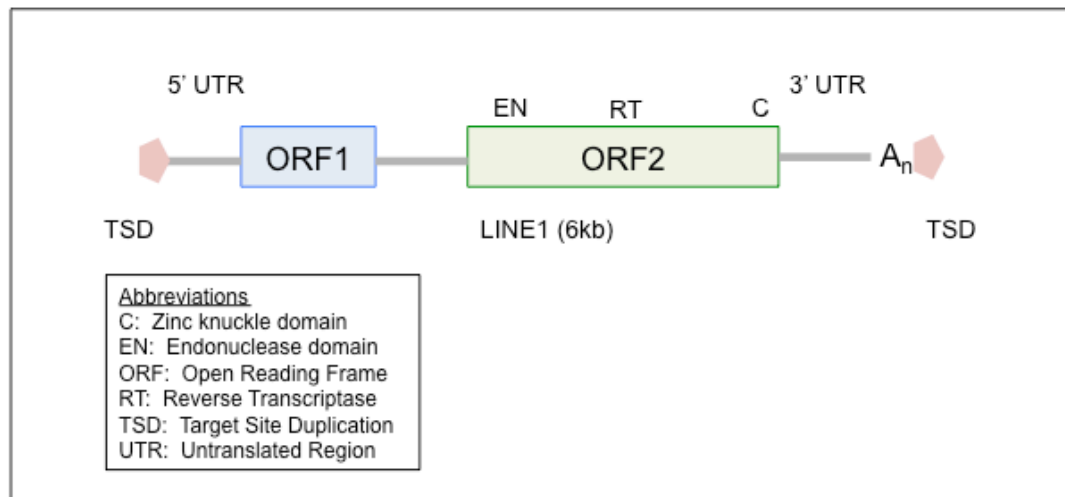 5’ UTR
3’ UTR
EN
RT
C
ORF1
ORF2
An
TSD
LINE1 (6kb)
TSD
Abbreviations
C: Zinc knuckle domain
EN: Endonuclease domain
ORF: Open Reading Frame
RT: Reverse Transcriptase
TSD: Target Site Duplication
UTR: Untranslated Region